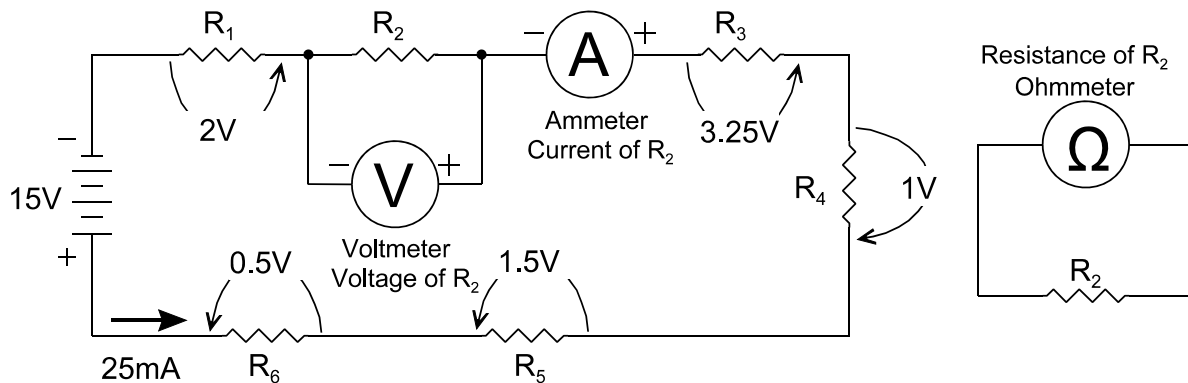 R₁
R₂
R₃
− A +
Resistance of R₂
Ohmmeter
2V
Ammeter
Current of R₂
3.25V
Ω
−
− V +
15V
R₄
1V
+
Voltmeter
Voltage of R₂
0.5V
1.5V
R₂
25mA
R₆
R₅